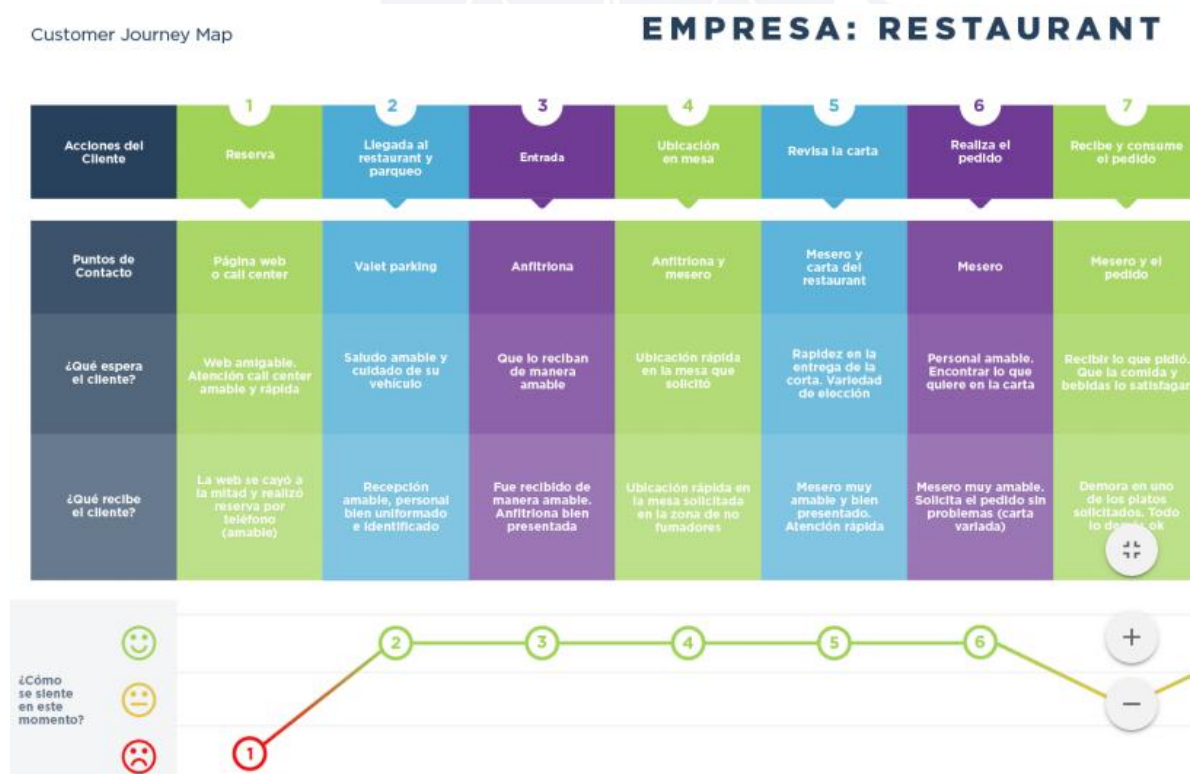 Customer Journey Map
EMPRESA: RESTAURANT
1
2
3
4
5
6
7
Acciones del
Cliente
Reserva
Llegada al
restaurant y
parqueo
Entrada
Ubicación
en mesa
Revisa la carta
Realiza el
pedido
Recibe y consume
el pedido
Puntos de
Contacto
Página web
o call center
Valet parking
Anfitriona
Anfitriona y
mesero
Mesero y
carta del
restaurant
Mesero
Mesero y el
pedido
¿Qué espera
el cliente?
Web amigable.
Atención call center
amable y rápida
Saludo amable y
cuidado de su
vehículo
Que lo reciban
de manera
amable
Ubicación rápida
en la mesa que
solicitó
Rapidez en la
entrega de la
corta. Variedad
de elección
Personal amable.
Encontrar lo que
quiere en la carta
Recibir lo que pidió.
Que la comida y
bebidas lo satisfagan
¿Qué recibe
el cliente?
La web se cayó a
la mitad y realizó
reserva por
teléfono
(amable)
Recepción
amable, personal
bien uniformado
e identificado
Fue recibido de
manera amable.
Anfitriona bien
presentada
Ubicación rápida en
la mesa solicitada
en la zona de no
fumadores
Mesero muy
amable y bien
presentado.
Atención rápida
Mesero muy amable.
Solicita el pedido sin
problemas (carta
variada)
Demora en uno
de los platos
solicitados. Todo
lo ok
¿Cómo
se siente
en este
momento?
1
2
3
4
5
6